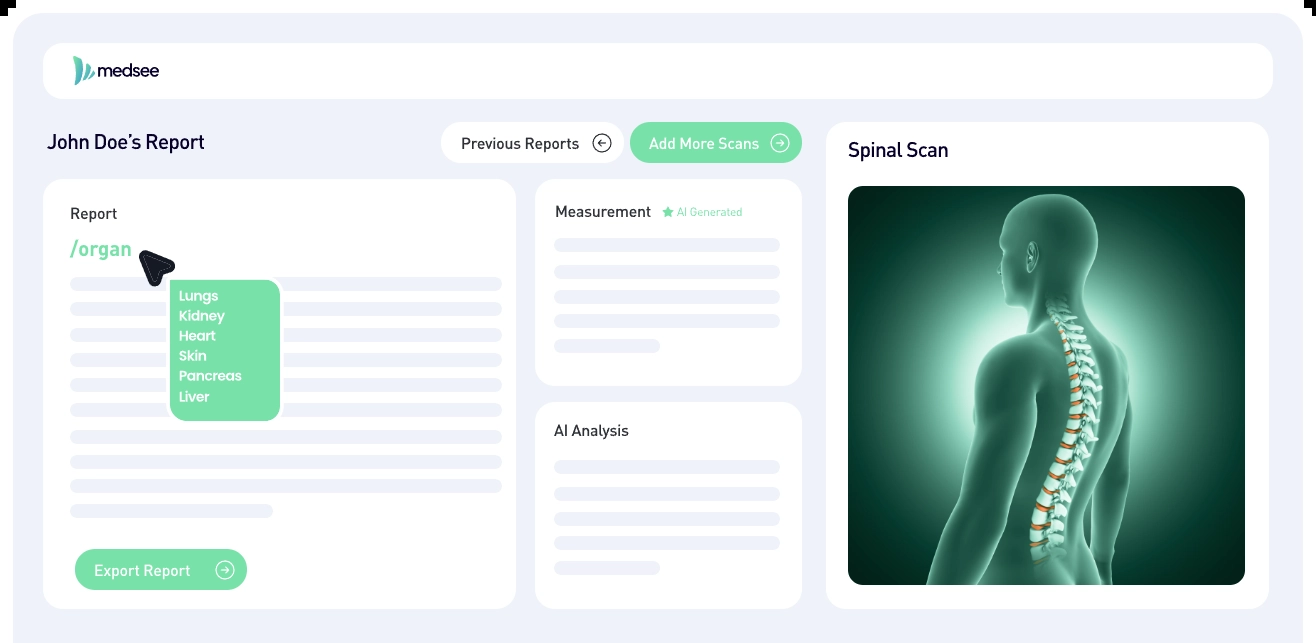 medsee
John Doe’s Report
Previous Reports
Add More Scans
Report
/organ
Lungs
Kidney
Heart
Skin
Pancreas
Liver
Export Report
Measurement
AI Generated
AI Analysis
Spinal Scan